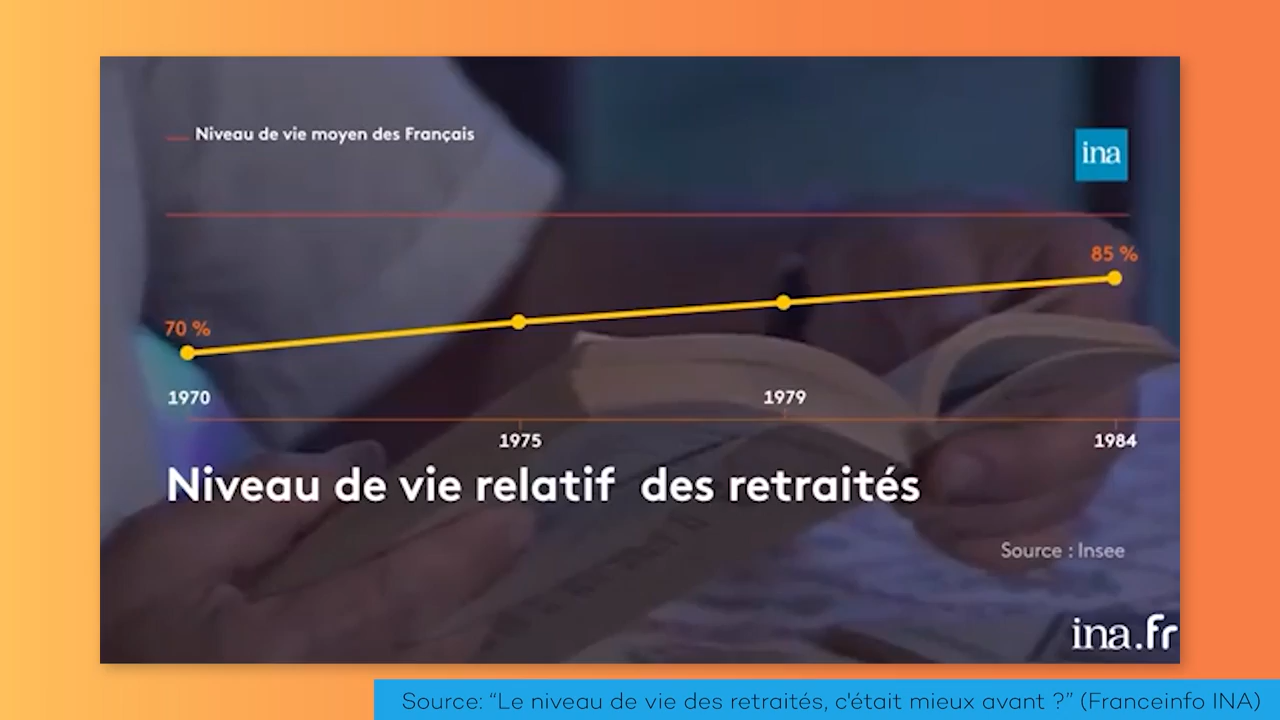 Niveau de vie moyen des Français
ina
85 %
70 %
1970
1979
1975
1984
Niveau de vie relatif des retraités
Source : Insee
ina.fr
Source: “Le niveau de vie des retraités, c'était mieux avant ?” (Franceinfo INA)